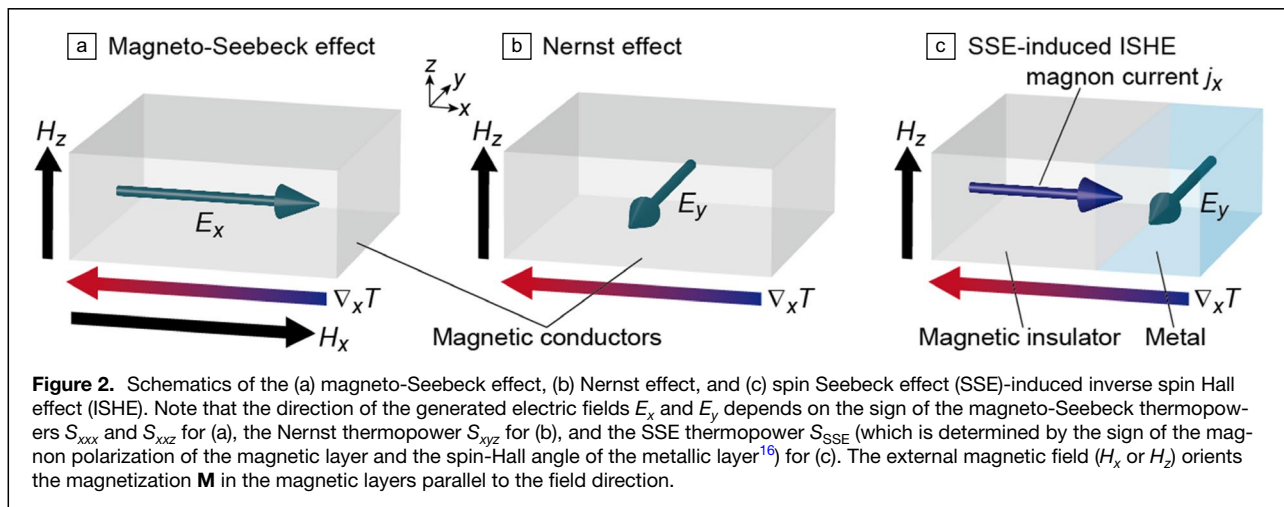 a Magneto-Seebeck effect
H_z
E_x
∇_xT
H_x
z
y
x
b Nernst effect
H_z
E_y
∇_xT
Magnetic conductors
c SSE-induced ISHE
magnon current j_x
H_z
E_y
∇_xT
Magnetic insulator
Metal
Figure 2. Schematics of the (a) magneto-Seebeck effect, (b) Nernst effect, and (c) spin Seebeck effect (SSE)-induced inverse spin Hall
effect (ISHE). Note that the direction of the generated electric fields E_x and E_y depends on the sign of the magneto-Seebeck thermopow-
ers S_xxx and S_xxz for (a), the Nernst thermopower S_xyz for (b), and the SSE thermopower S_SSE (which is determined by the sign of the mag-
non polarization of the magnetic layer and the spin-Hall angle of the metallic layer¹⁶) for (c). The external magnetic field (H_x or H_z) orients
the magnetization M in the magnetic layers parallel to the field direction.